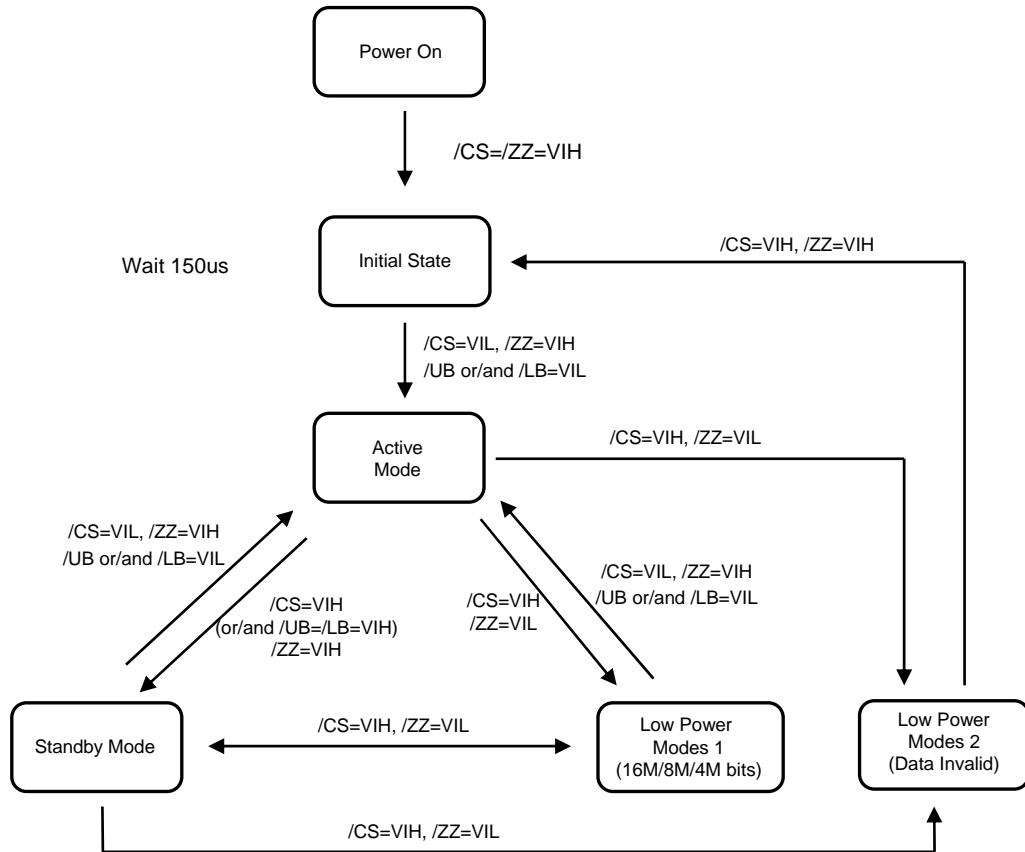 Power On
/CS=/ZZ=VIH
Wait 150us
Initial State
/CS=VIH, /ZZ=VIH
/CS=VIL, /ZZ=VIH
/UB or/and /LB=VIL
Active
Mode
/CS=VIH, /ZZ=VIL
/CS=VIL, /ZZ=VIH
/UB or/and /LB=VIL
/CS=VIH
(or/and /UB=/LB=VIH)
/ZZ=VIH
/CS=VIH
/ZZ=VIL
/CS=VIL, /ZZ=VIH
/UB or/and /LB=VIL
Standby Mode
/CS=VIH, /ZZ=VIL
Low Power
Modes 1
(16M/8M/4M bits)
Low Power
Modes 2
(Data Invalid)
/CS=VIH, /ZZ=VIL